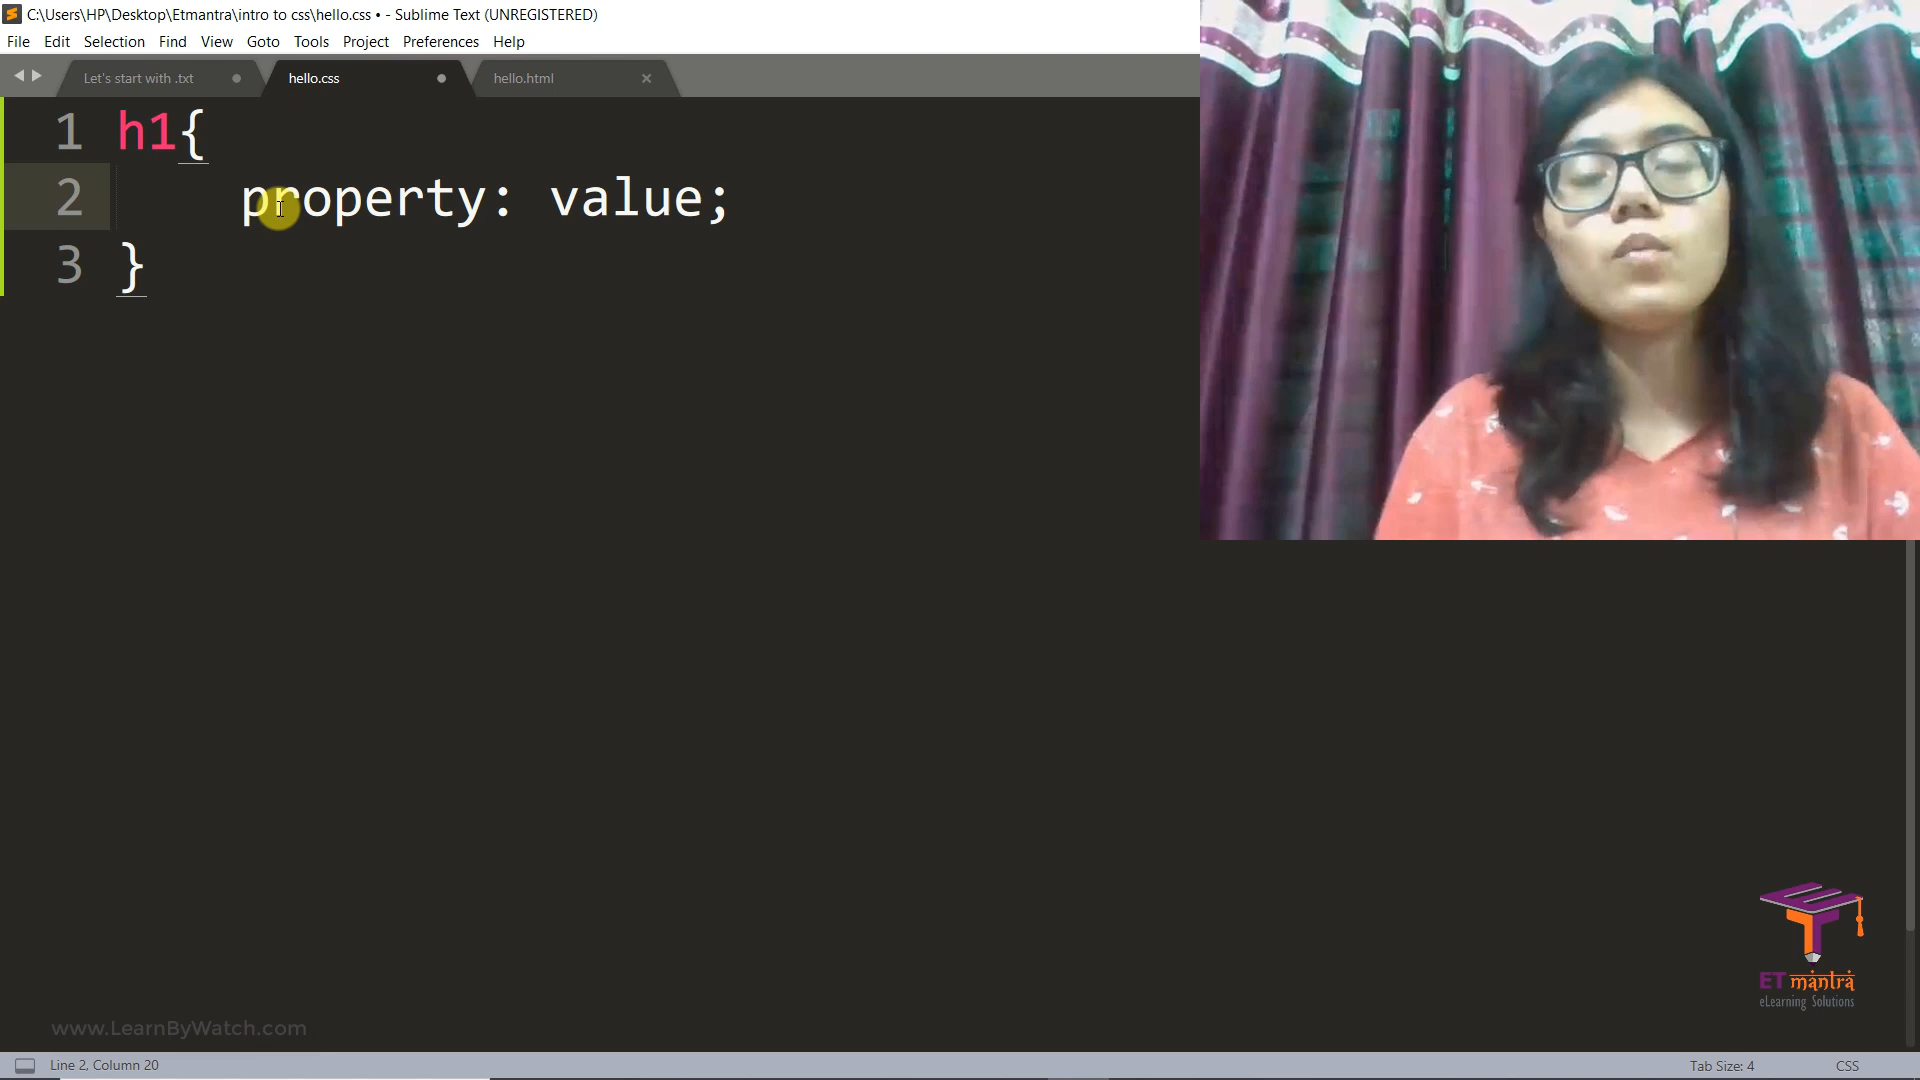 C:\Users\HP\Desktop\Etmantra\intro to css\hello.css • - Sublime Text (UNREGISTERED)
File Edit Selection Find View Goto Tools Project Preferences Help
Let's start with .txt hello.css hello.html
1 h1{
2 property: value;
3 }
ET mantra
eLearning Solutions
www.LearnByWatch.com
Line 2, Column 20 Tab Size: 4 CSS